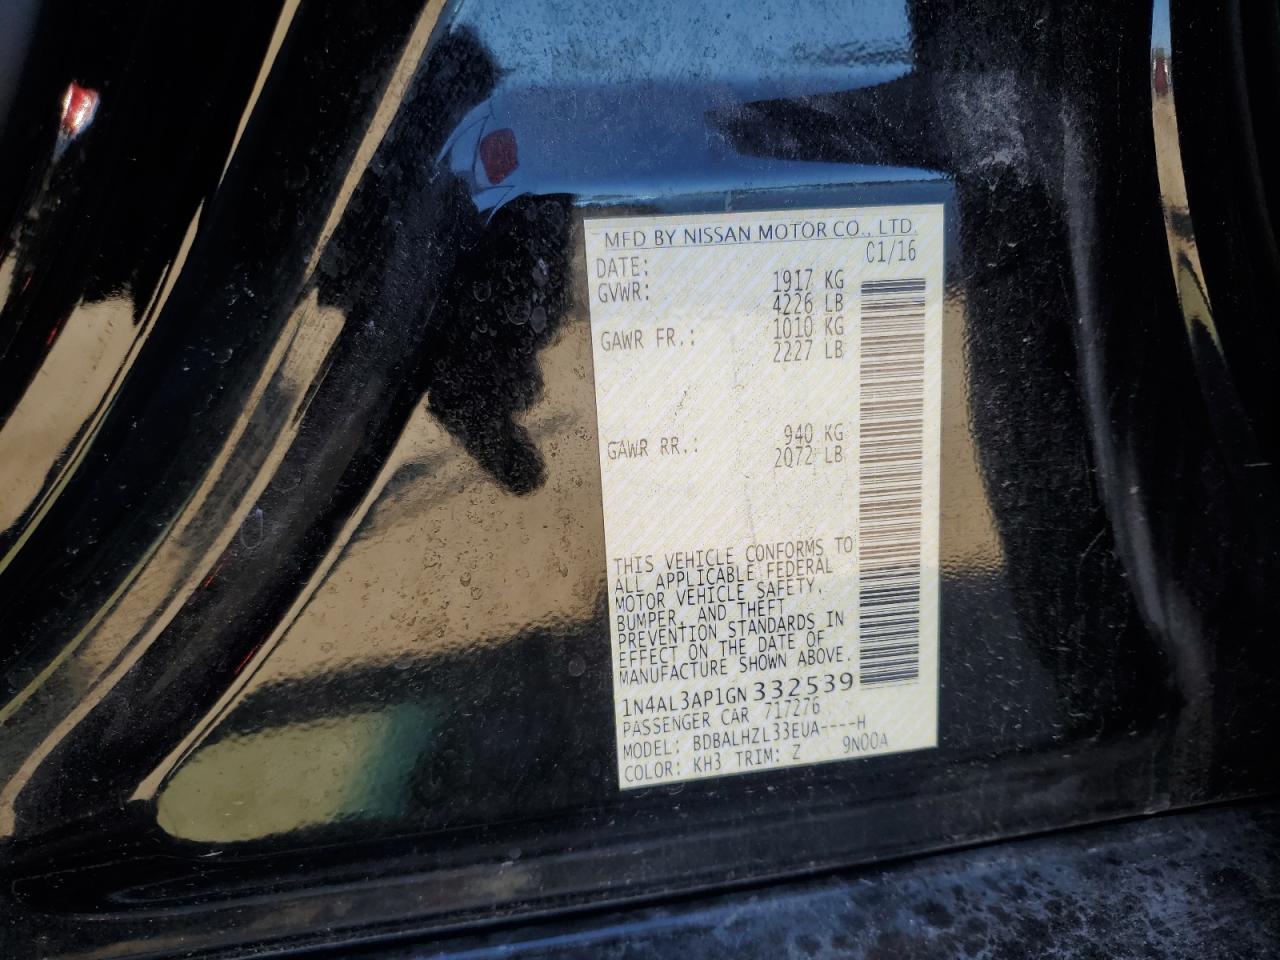 MFD BY NISSAN MOTOR CO., LTD.
DATE: 01/16
GVWR: 1917 KG
4226 LB
GAWR FR.: 1010 KG
2227 LB
GAWR RR.: 940 KG
2072 LB
THIS VEHICLE CONFORMS TO
ALL APPLICABLE FEDERAL
MOTOR VEHICLE SAFETY,
BUMPER, AND THEFT
PREVENTION STANDARDS IN
EFFECT ON THE DATE OF
MANUFACTURE SHOWN ABOVE.
1N4AL3AP1GN332539
PASSENGER CAR 717276
MODEL: BDBALHZL33EUA----H
COLOR: KH3 TRIM: Z 9N00A